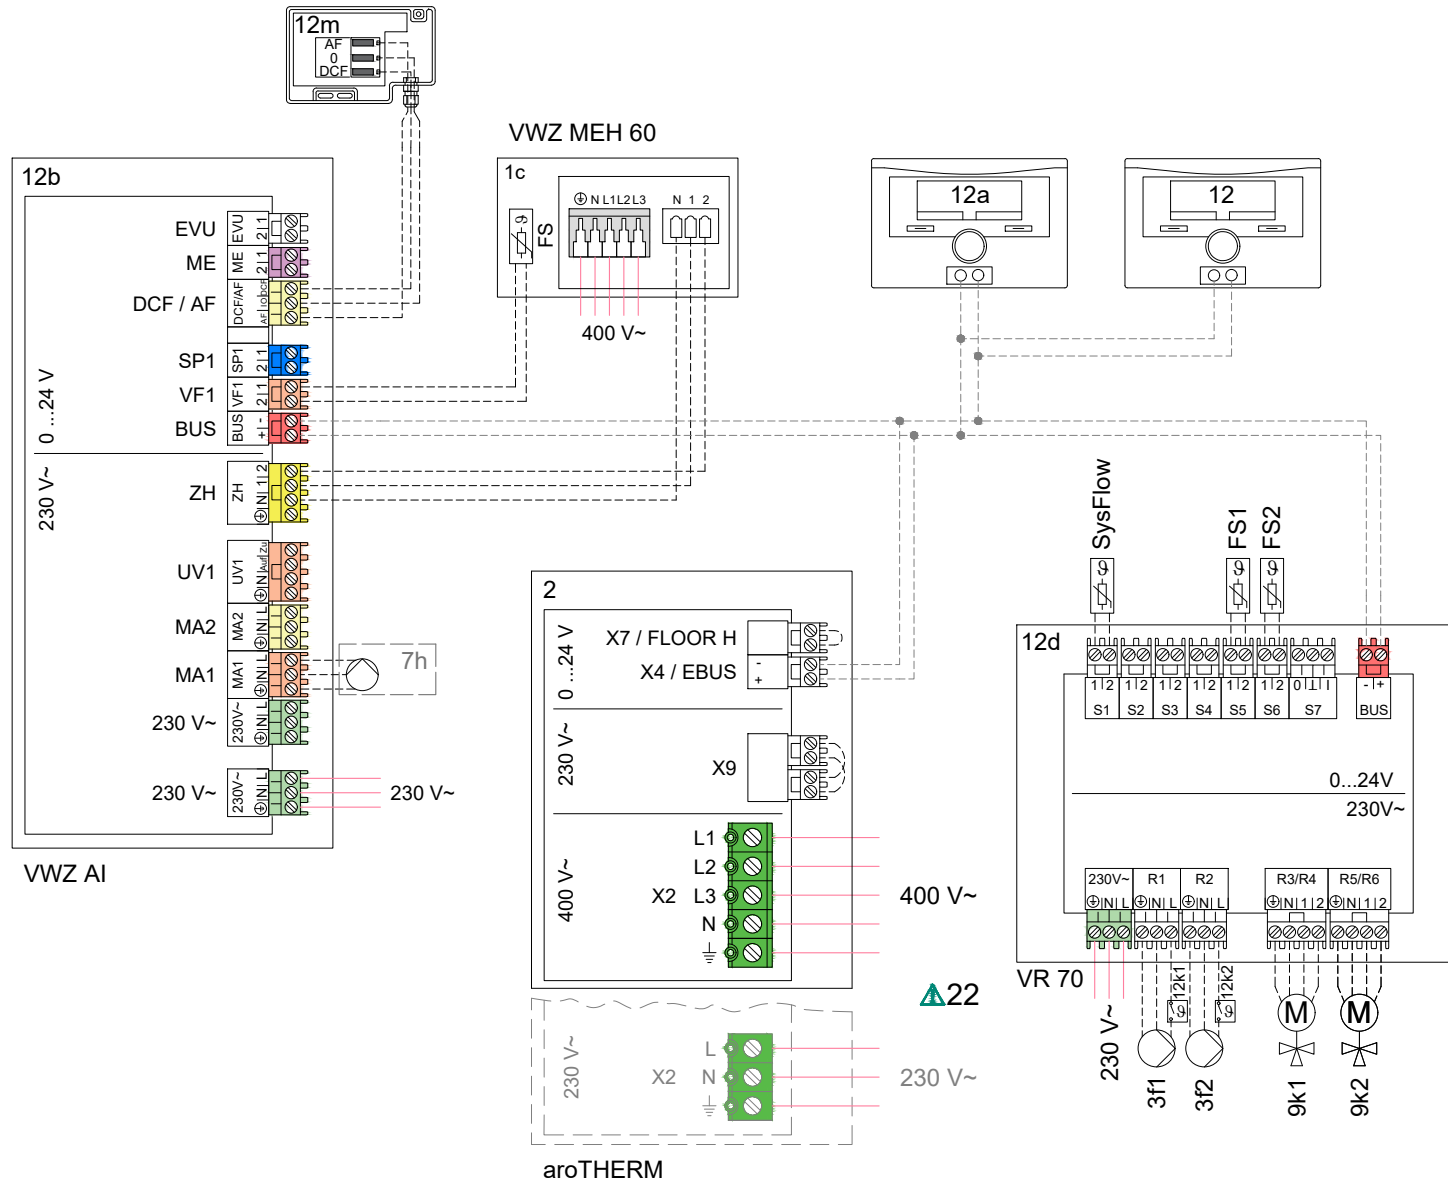 12m
AF
0
DCF
VWZ MEH 60
1c
FS
ϑ
N L1 L2 L3
N 1 2
400 V~
12a
12
12b
0 ...24 V
230 V~
EVU
EVU
2 1
ME
ME
2 1
DCF / AF
DCF/AF
AF I O I DCF
SP1
SP1
2 1
VF1
VF1
2 1
BUS
BUS
+ -
ZH
ZH
N 1 2
UV1
UV1
N Auf Zu
MA2
MA2
N L
MA1
MA1
N L
7h
230 V~
230V~
N L
230 V~
230V~
N L
230 V~
VWZ AI
2
0 ...24 V
X7 / FLOOR H
X4 / EBUS
-
+
230 V~
X9
400 V~
L1
L2
X2 L3
N
400 V~
22
230 V~
L
X2 N
230 V~
aroTHERM
SysFlow
FS1
FS2
ϑ
ϑ
ϑ
12d
1 2
1 2
1 2
1 2
1 2
1 2
- +
S1
S2
S3
S4
S5
S6
S7
BUS
0...24V
230V~
230V~
R1
R2
R3/R4
R5/R6
N L
N L
N L
N 1 2
N 1 2
VR 70
12k1
12k2
ϑ
ϑ
M
M
230 V~
3f1
3f2
9k1
9k2